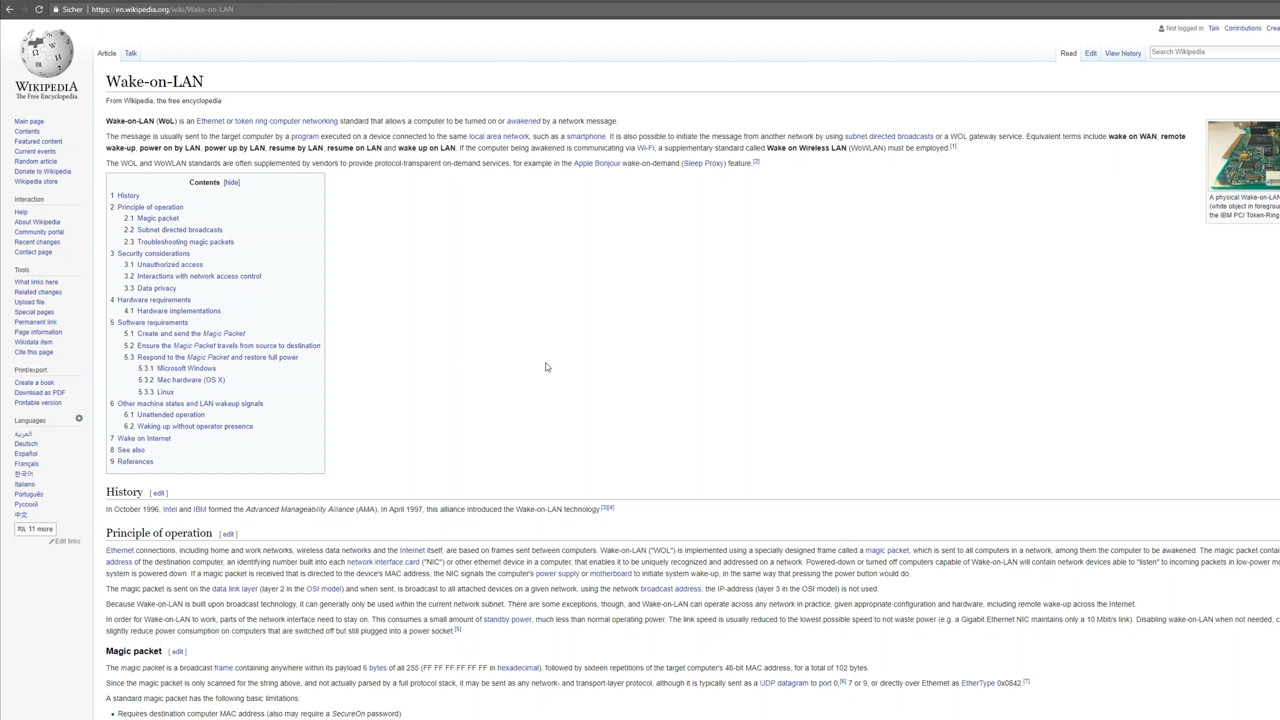 Sicher
https://en.wikipedia.org/wiki/Wake-on-LAN
Not logged in Talk Contributions
Article Talk
Read Edit View history
Search Wikipedia
WIKIPEDIA
The Free Encyclopedia
Main page
Contents
Featured content
Current events
Random article
Donate to Wikipedia
Wikipedia store
Interaction
Help
About Wikipedia
Community portal
Recent changes
Contact page
Tools
What links here
Related changes
Upload file
Special pages
Permanent link
Page information
Wikidata item
Cite this page
Print/export
Create a book
Download as PDF
Printable version
Languages
العربية
Deutsch
Español
Français
한국어
Italiano
Português
Русский
中文
11 more
Edit links
Wake-on-LAN
From Wikipedia, the free encyclopedia
Wake-on-LAN (WoL) is an Ethernet or token ring computer networking standard that allows a computer to be turned on or awakened by a network message.
The message is usually sent to the target computer by a program executed on a device connected to the same local area network, such as a smartphone. It is also possible to initiate the message from another network by using subnet directed broadcasts or a WOL gateway service. Equivalent terms include wake on WAN, remote
wake-up, power on by LAN, power up by LAN, resume by LAN, resume on LAN and wake up on LAN. If the computer being awakened is communicating via Wi-Fi, a supplementary standard called Wake on Wireless LAN (WoWLAN) must be employed.[1]
The WOL and WoWLAN standards are often supplemented by vendors to provide protocol-transparent on-demand services, for example in the Apple Bonjour wake-on-demand (Sleep Proxy) feature.[2]
A physical Wake-on-LAN
(white object in foreground
the IBM PCI Token-Ring
Contents [hide]
1 History
2 Principle of operation
2.1 Magic packet
2.2 Subnet directed broadcasts
2.3 Troubleshooting magic packets
3 Security considerations
3.1 Unauthorized access
3.2 Interactions with network access control
3.3 Data privacy
4 Hardware requirements
4.1 Hardware implementations
5 Software requirements
5.1 Create and send the Magic Packet
5.2 Ensure the Magic Packet travels from source to destination
5.3 Respond to the Magic Packet and restore full power
5.3.1 Microsoft Windows
5.3.2 Mac hardware (OS X)
5.3.3 Linux
6 Other machine states and LAN wakeup signals
6.1 Unattended operation
6.2 Waking up without operator presence
7 Wake on Internet
8 See also
9 References
History [ edit ]
In October 1996, Intel and IBM formed the Advanced Manageability Alliance (AMA). In April 1997, this alliance introduced the Wake-on-LAN technology.[3][4]
Principle of operation [ edit ]
Ethernet connections, including home and work networks, wireless data networks and the Internet itself, are based on frames sent between computers. Wake-on-LAN ("WOL") is implemented using a specially designed frame called a magic packet, which is sent to all computers in a network, among them the computer to be awakened. The magic packet
address of the destination computer, an identifying number built into each network interface card ("NIC") or other ethernet device in a computer, that enables it to be uniquely recognized and addressed on a network. Powered-down or turned off computers capable of Wake-on-LAN will contain network devices able to "listen" to incoming packets in low-power
system is powered down. If a magic packet is received that is directed to the device's MAC address, the NIC signals the computer's power supply or motherboard to initiate system wake-up, in the same way that pressing the power button would do.
The magic packet is sent on the data link layer (layer 2 in the OSI model) and when sent, is broadcast to all attached devices on a given network, using the network broadcast address; the IP-address (layer 3 in the OSI model) is not used.
Because Wake-on-LAN is built upon broadcast technology, it can generally only be used within the current network subnet. There are some exceptions, though, and Wake-on-LAN can operate across any network in practice, given appropriate configuration and hardware, including remote wake-up across the Internet.
In order for Wake-on-LAN to work, parts of the network interface need to stay on. This consumes a small amount of standby power, much less than normal operating power. The link speed is usually reduced to the lowest possible speed to not waste power (e.g. a Gigabit Ethernet NIC maintains only a 10 Mbit/s link). Disabling wake-on-LAN when not needed,
slightly reduce power consumption on computers that are switched off but still plugged into a power socket.[5]
Magic packet [ edit ]
The magic packet is a broadcast frame containing anywhere within its payload 6 bytes of all 255 (FF FF FF FF FF FF in hexadecimal), followed by sixteen repetitions of the target computer's 48-bit MAC address, for a total of 102 bytes.
Since the magic packet is only scanned for the string above, and not actually parsed by a full protocol stack, it may be sent as any network- and transport-layer protocol, although it is typically sent as a UDP datagram to port 0,[6] 7 or 9, or directly over Ethernet as EtherType 0x0842.[7]
A standard magic packet has the following basic limitations:
• Requires destination computer MAC address (also may require a SecureOn password)